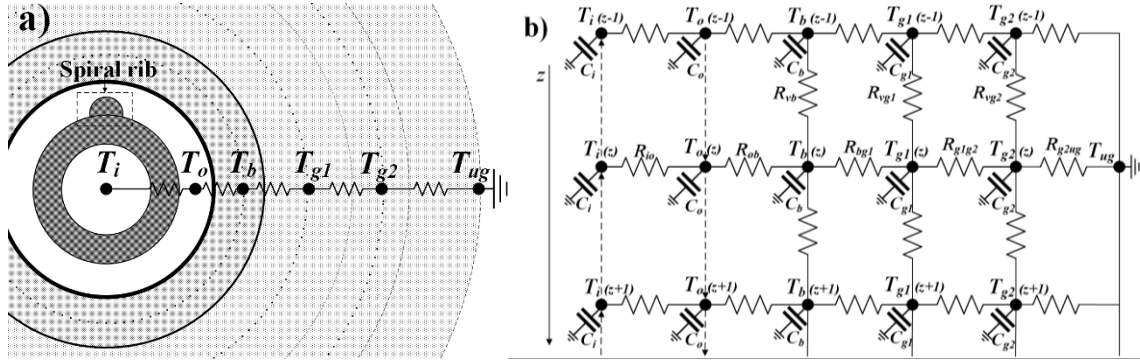 a)
Spiral rib
T_i T_o T_b T_g1 T_g2 T_ug
b)
T_i (z-1) T_o (z-1) T_b (z-1) T_g1 (z-1) T_g2 (z-1)
C_i C_o C_b C_g1 C_g2
z
R_vb R_vg1 R_vg2
T_i (z) R_io T_o (z) R_ob T_b (z) R_bg1 T_g1 (z) R_g1g2 T_g2 (z) R_g2ug T_ug
C_i C_o C_b C_g1 C_g2
T_i (z+1) T_o (z+1) T_b (z+1) T_g1 (z+1) T_g2 (z+1)
C_i C_o C_b C_g1 C_g2